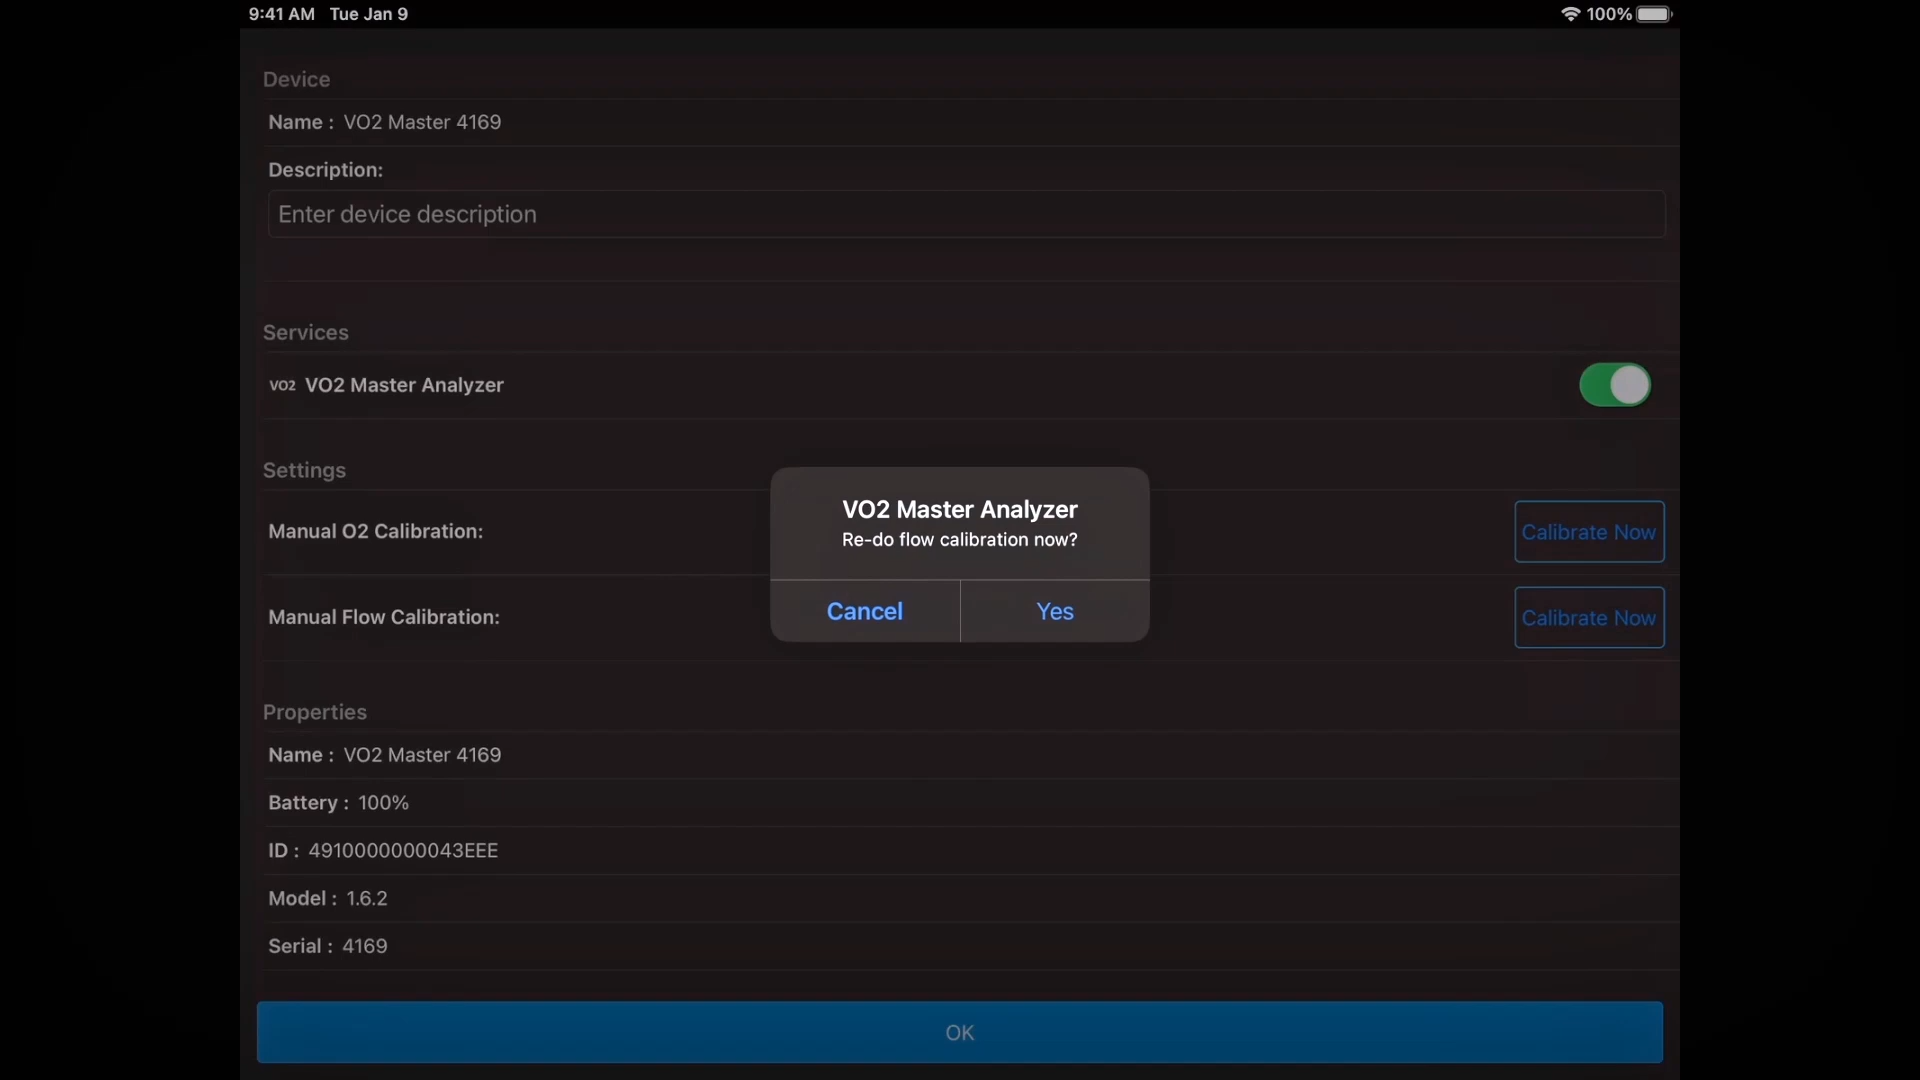 9:41 AM Tue Jan 9 100%
Device
Name : VO2 Master 4169
Description:
Enter device description
Services
VO2 VO2 Master Analyzer
Settings
Manual O2 Calibration: Calibrate Now
Manual Flow Calibration: Calibrate Now
VO2 Master Analyzer
Re-do flow calibration now?
Cancel Yes
Properties
Name : VO2 Master 4169
Battery : 100%
ID : 4910000000043EEE
Model : 1.6.2
Serial : 4169
OK